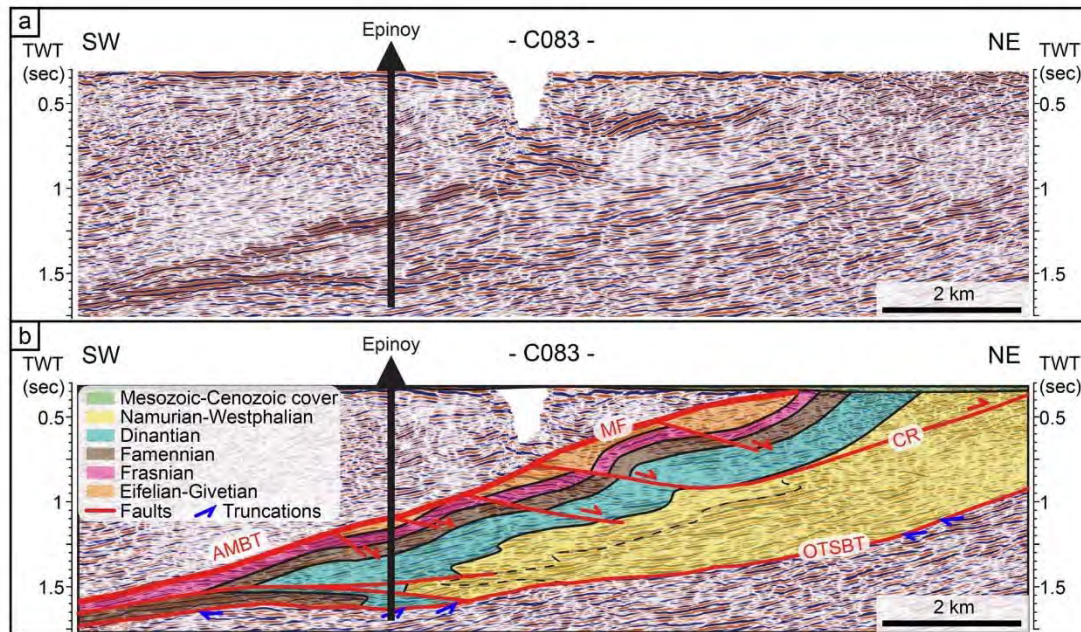 a
SW
Epinoy
- C083 -
NE
TWT
(sec)
TWT
(sec)
0.5
0.5
1
1
1.5
1.5
2 km
b
SW
Epinoy
- C083 -
NE
TWT
(sec)
TWT
(sec)
Mesozoic-Cenozoic cover
Namurian-Westphalian
Dinantian
Famennian
Frasnian
Eifelian-Givetian
Faults
Truncations
0.5
0.5
MF
CR
1
1
AMBT
OTSBT
1.5
1.5
2 km